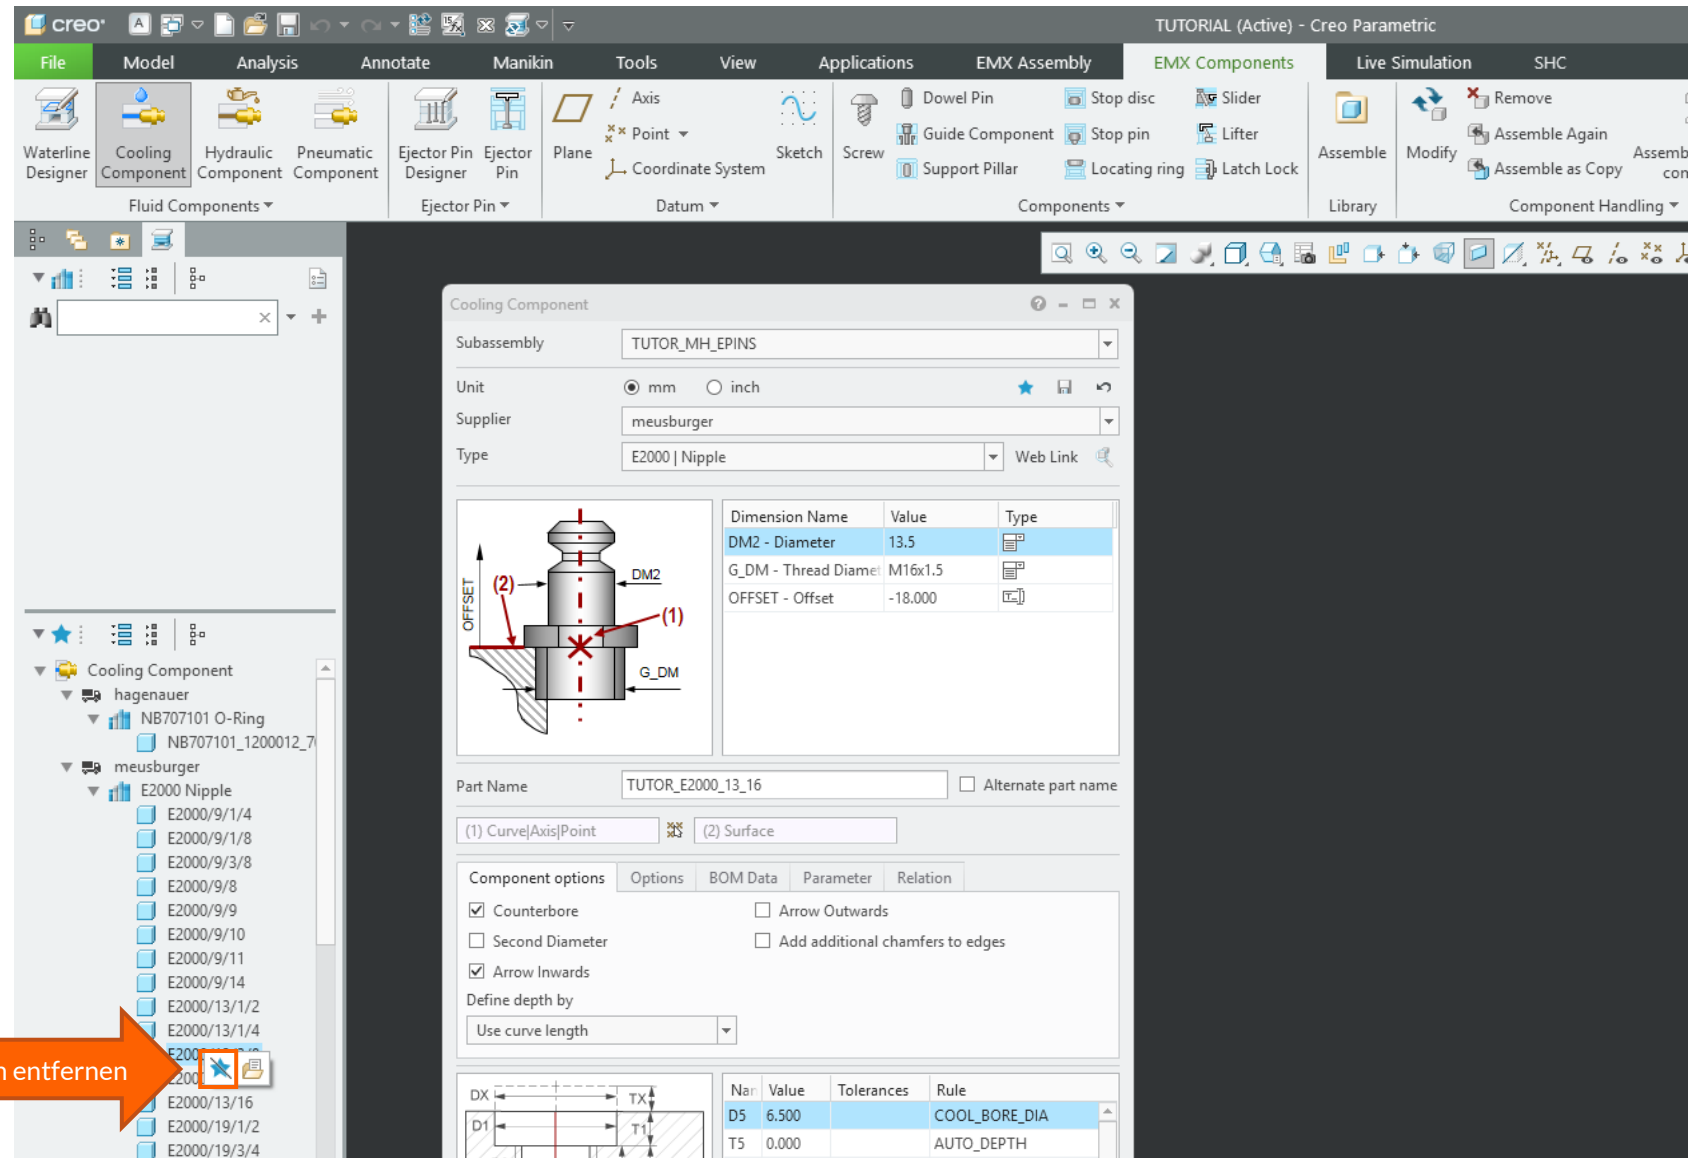 creo
TUTORIAL (Active) - Creo Parametric
File Model Analysis Annotate Manikin Tools View Applications EMX Assembly EMX Components Live Simulation SHC
Waterline Designer
Cooling Component
Hydraulic Component
Pneumatic Component
Fluid Components
Ejector Pin Designer
Ejector Pin
Ejector Pin
Plane
Axis
Point
Coordinate System
Sketch
Datum
Screw
Dowel Pin
Guide Component
Support Pillar
Stop disc
Stop pin
Locating ring
Slider
Lifter
Latch Lock
Components
Assemble
Library
Modify
Remove
Assemble Again
Assemble as Copy
Component Handling
Cooling Component
hagenauer
NB707101 O-Ring
meusburger
E2000 Nipple
E2000/9/1/4
E2000/9/1/8
E2000/9/3/8
E2000/9/8
E2000/9/9
E2000/9/10
E2000/9/11
E2000/9/14
E2000/13/1/2
E2000/13/1/4
entfernen
E2000/13/16
E2000/19/1/2
E2000/19/3/4
Cooling Component
Subassembly TUTOR_MH_EPINS
Unit mm inch
Supplier meusburger
Type E2000 | Nipple Web Link
OFFSET
(2)
DM2
(1)
G_DM
Dimension Name Value Type
DM2 - Diameter 13.5
G_DM - Thread Diamet M16x1.5
OFFSET - Offset -18.000
Part Name TUTOR_E2000_13_16 Alternate part name
(1) Curve|Axis|Point (2) Surface
Component options Options BOM Data Parameter Relation
Counterbore Arrow Outwards
Second Diameter Add additional chamfers to edges
Arrow Inwards
Define depth by
Use curve length
DX TX
D1 T1
Nan Value Tolerances Rule
D5 6.500 COOL_BORE_DIA
T5 0.000 AUTO_DEPTH